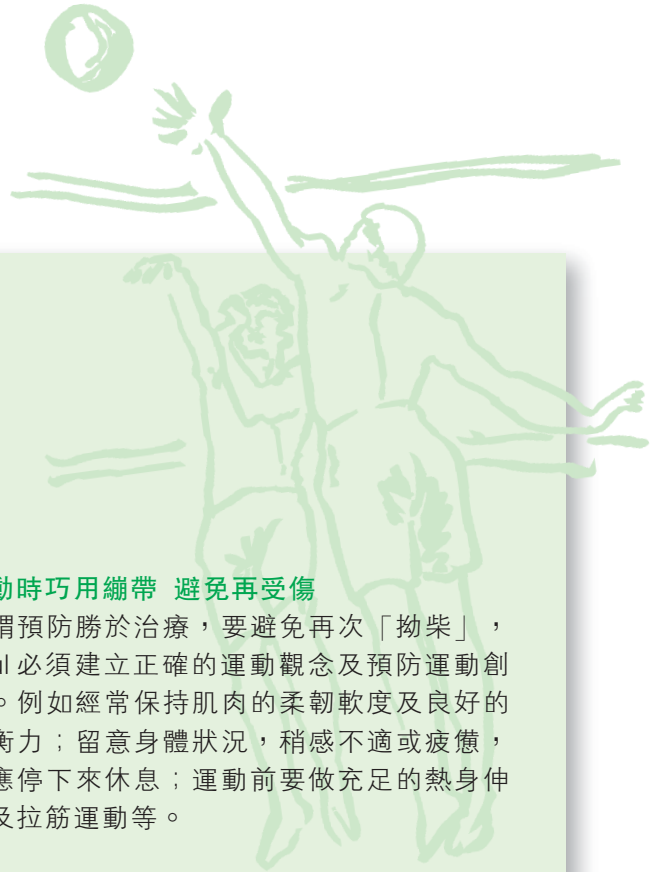 動時巧用繃帶 避免再受傷
謂預防勝於治療，要避免再次「拗柴」，
必須建立正確的運動觀念及預防運動創
。例如經常保持肌肉的柔韌軟度及良好的
衡力；留意身體狀況，稍感不適或疲憊，
應停下來休息；運動前要做充足的熱身伸
及拉筋運動等。